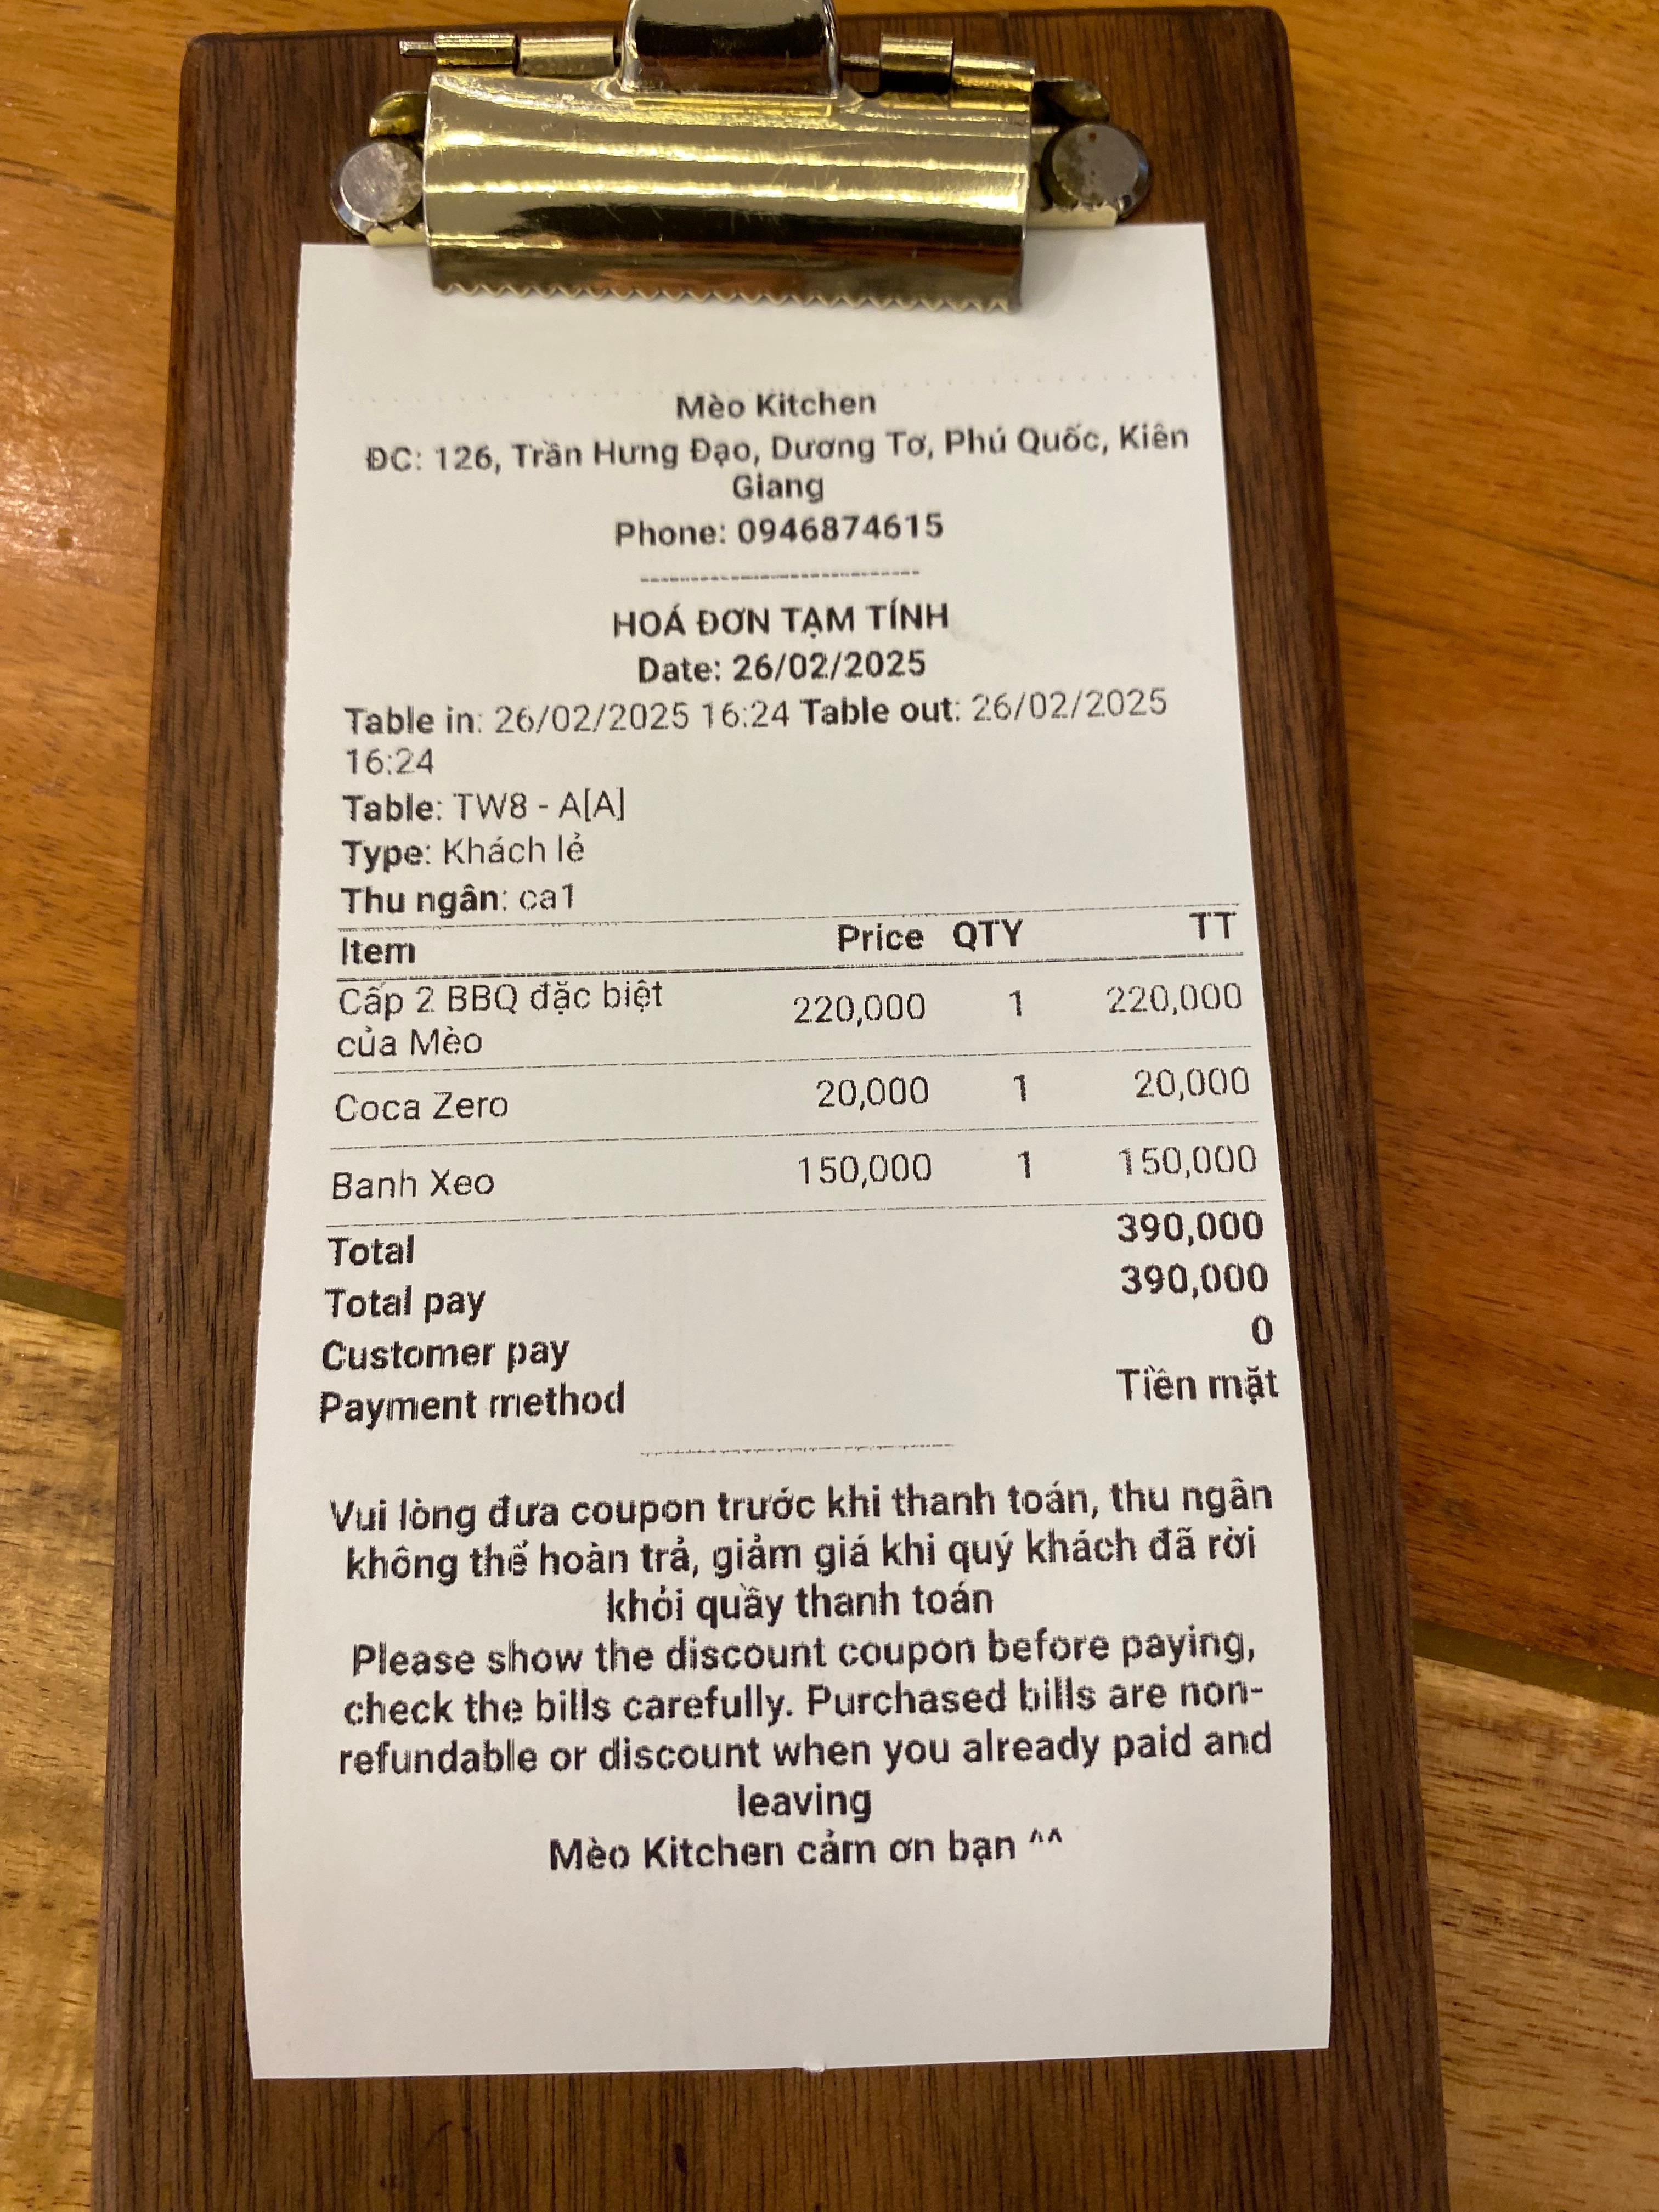 Mèo Kitchen
ĐC: 126, Trần Hưng Đạo, Dương Tơ, Phú Quốc, Kiên
Giang
Phone: 0946874615
----------------------------
HOÁ ĐƠN TẠM TÍNH
Date: 26/02/2025
Table in: 26/02/2025 16:24 Table out: 26/02/2025
16:24
Table: TW8 - A[A]
Type: Khách lẻ
Thu ngân: ca1
Item Price QTY TT
Cấp 2 BBQ đặc biệt
của Mèo 220,000 1 220,000
Coca Zero 20,000 1 20,000
Banh Xeo 150,000 1 150,000
Total 390,000
Total pay 390,000
Customer pay 0
Payment method Tiền mặt
Vui lòng đưa coupon trước khi thanh toán, thu ngân
không thể hoàn trả, giảm giá khi quý khách đã rời
khỏi quầy thanh toán
Please show the discount coupon before paying,
check the bills carefully. Purchased bills are non-
refundable or discount when you already paid and
leaving
Mèo Kitchen cảm ơn bạn ^^